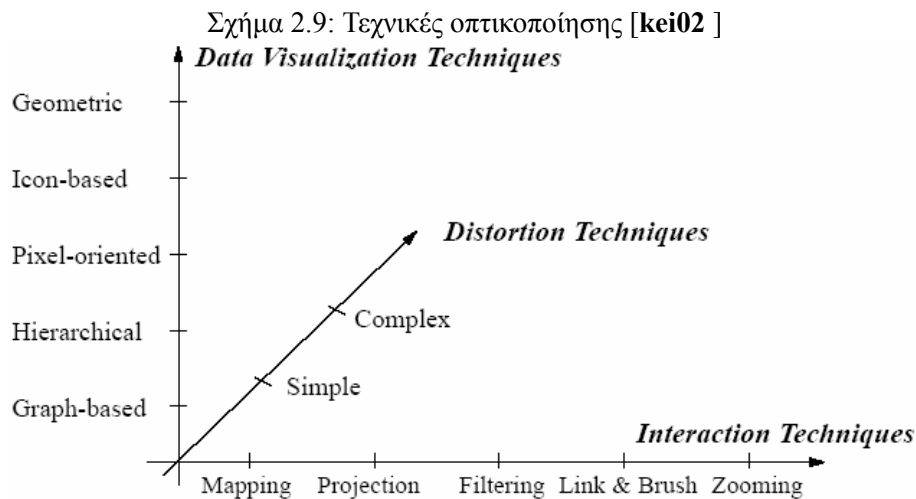 Σχήμα 2.9: Τεχνικές οπτικοποίησης [kei02 ]
Data Visualization Techniques
Geometric
Icon-based
Pixel-oriented
Hierarchical
Graph-based
Distortion Techniques
Complex
Simple
Interaction Techniques
Mapping Projection Filtering Link & Brush Zooming